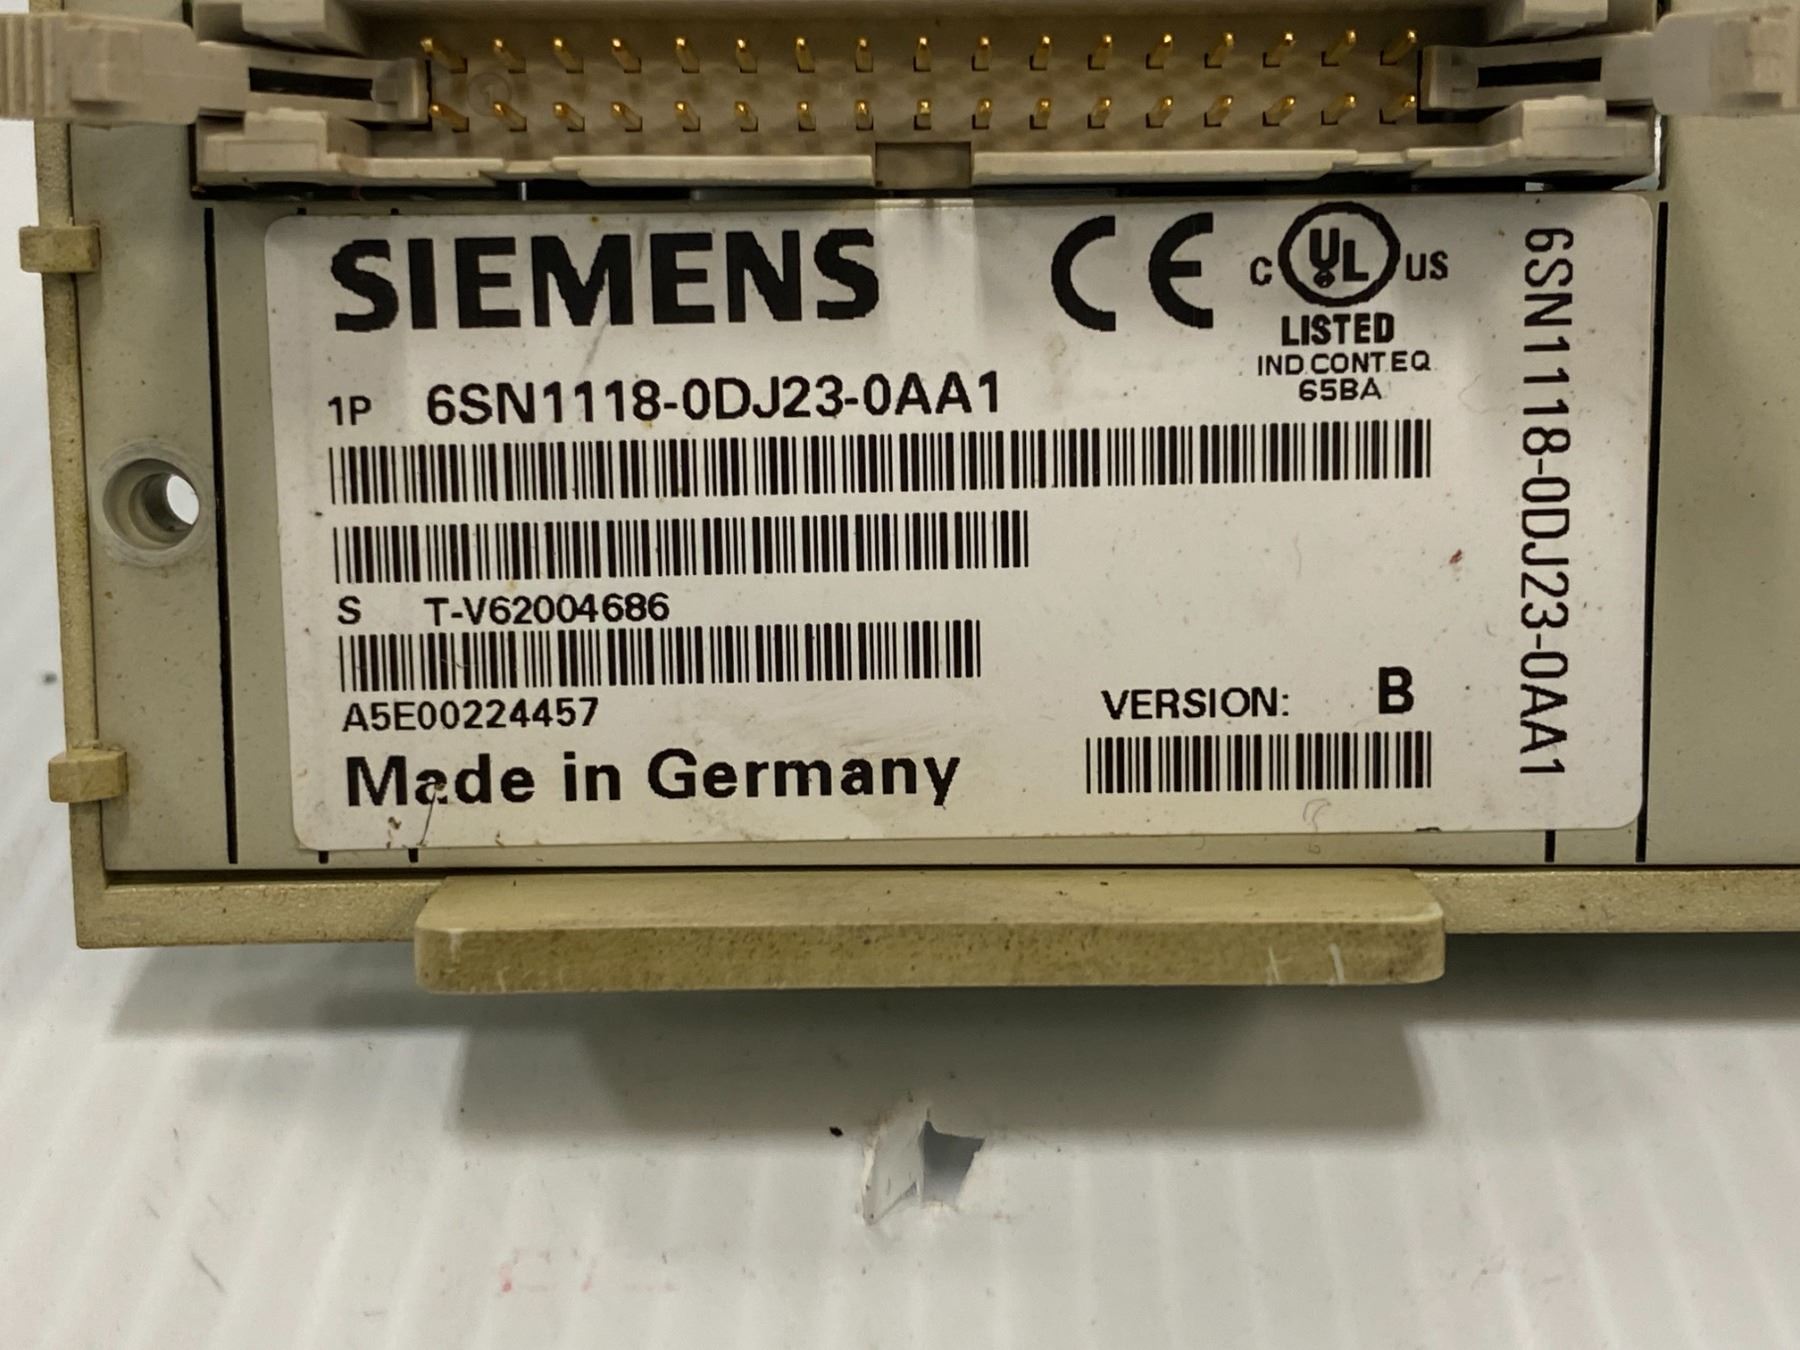 SIEMENS
CE
C UL US
LISTED
IND.CONT.EQ
65BA
1P 6SN1118-0DJ23-0AA1
S T-V62004686
A5E00224457
VERSION: B
Made in Germany
6SN1118-0DJ23-0AA1